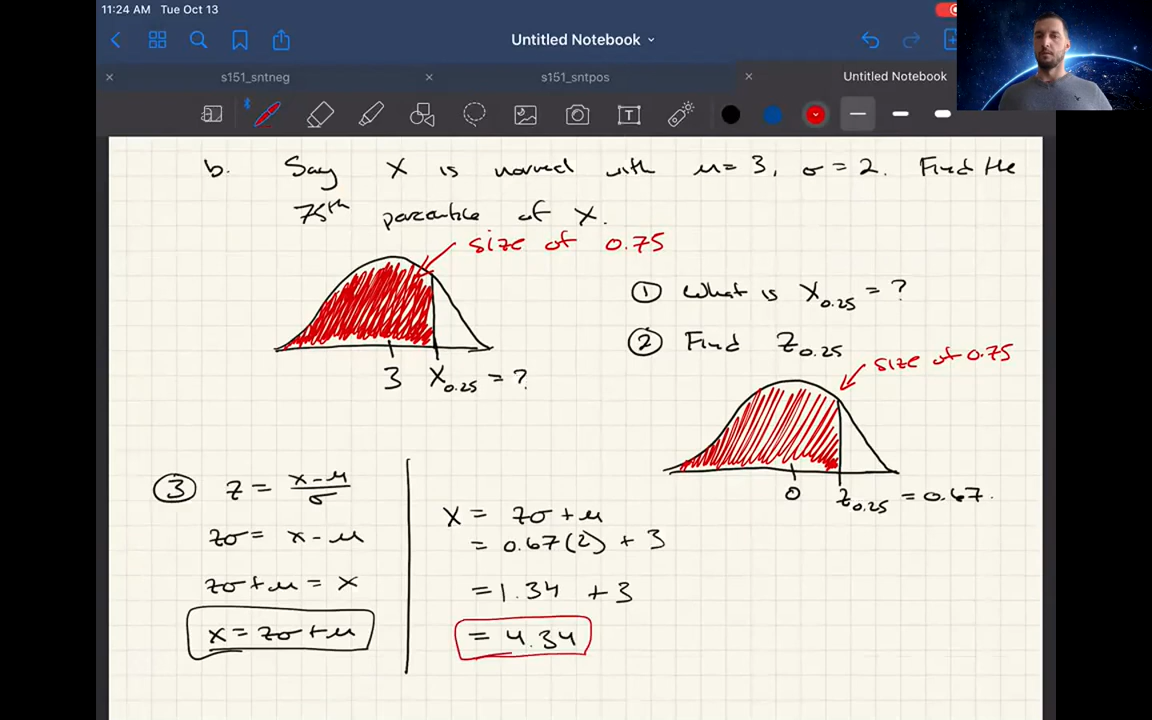 11:24 AM Tue Oct 13
Untitled Notebook
s151_sntneg
s151_sntpos
Untitled Notebook
b. Say X is normal with μ = 3, σ = 2. Find the
75th percentile of X.
size of 0.75
3 X0.25 = ?
① What is X0.25 = ?
② Find Z0.25
size of 0.75
0 Z0.25 = 0.67.
③ z = x-μ/σ
zσ = x - μ
zσ + μ = x
x = zσ + μ
X = zσ + μ
= 0.67(2) + 3
= 1.34 + 3
= 4.34